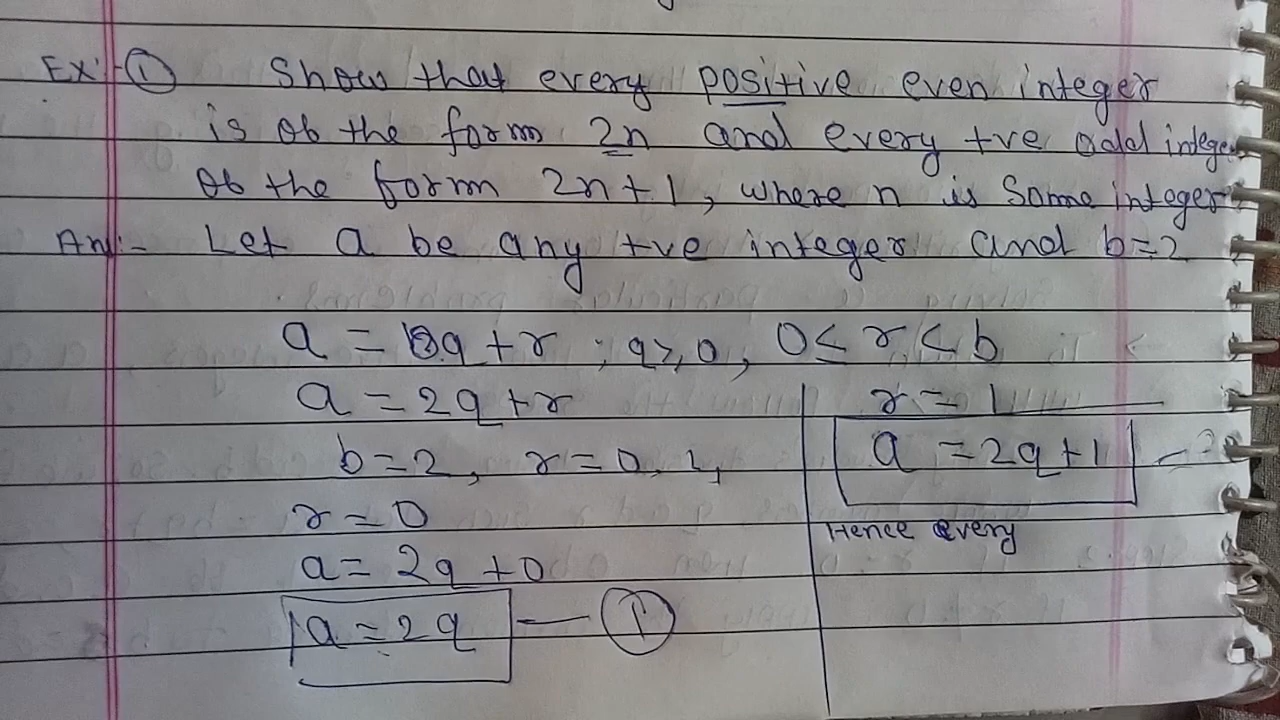 Ex:- ① Show that every positive even integer
is of the form 2n and every +ve odd integer
of the form 2n+1, where n is some integer.
An:- Let a be any +ve integer and b=2
a = bq + r ; q≥0, 0≤ r < b
a = 2q + r
b = 2, r = 0, 1,
r = 0
a = 2q + 0
a = 2q — ①
r = 1
a = 2q + 1 —
Hence every